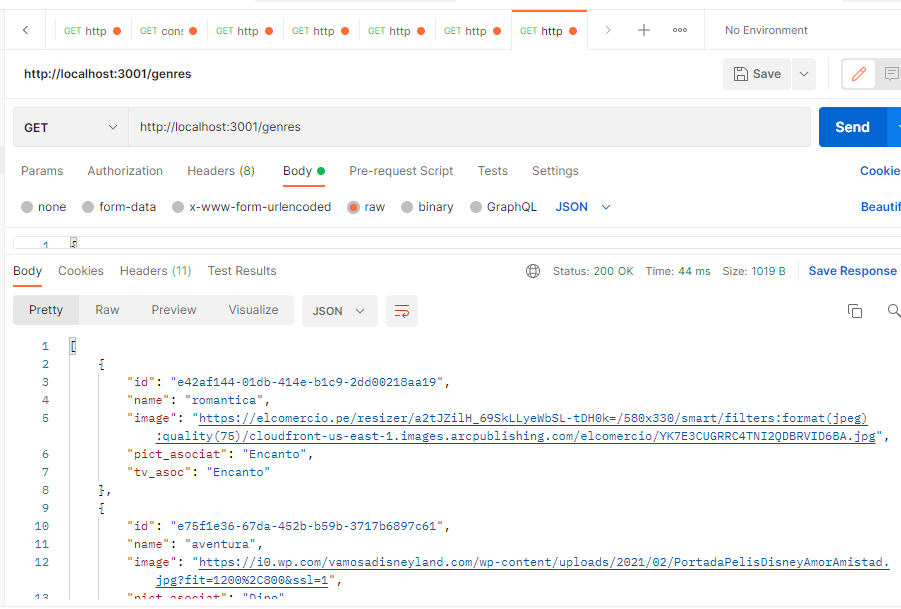 GET http GET cons GET http GET http GET http GET http GET http No Environment
http://localhost:3001/genres Save
GET http://localhost:3001/genres Send
Params Authorization Headers (8) Body Pre-request Script Tests Settings Cookie
none form-data x-www-form-urlencoded raw binary GraphQL JSON Beautif
1 {
Body Cookies Headers (11) Test Results Status: 200 OK Time: 44 ms Size: 1019 B Save Response
Pretty Raw Preview Visualize JSON
1 [
2 {
3 "id": "e42af144-01db-414e-b1c9-2dd00218aa19",
4 "name": "romantica",
5 "image": "https://elcomercio.pe/resizer/a2tJZilH_69SkLLyeWbSL-tDH0k=/580x330/smart/filters:format(jpeg)
:quality(75)/cloudfront-us-east-1.images.arcpublishing.com/elcomercio/YK7E3CUGRRC4TNI2QDBRVID6BA.jpg",
6 "pict_asociat": "Encanto",
7 "tv_asoc": "Encanto"
8 },
9 {
10 "id": "e75f1e36-67da-452b-b59b-3717b6897c61",
11 "name": "aventura",
12 "image": "https://i0.wp.com/vamosadisneyland.com/wp-content/uploads/2021/02/PortadaPelisDisneyAmorAmistad.
jpg?fit=1200%2C800&ssl=1",
13 "pict_asociat": "Dino"